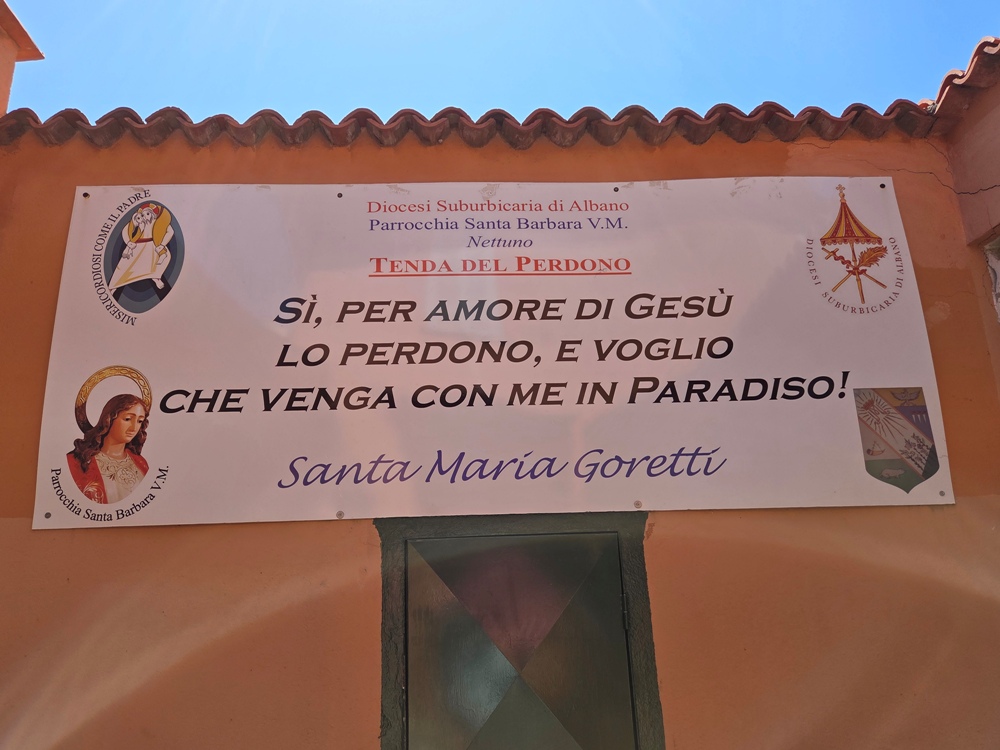 Diocesi Suburbicaria di Albano
Parrocchia Santa Barbara V.M.
Nettuno
TENDA DEL PERDONO
SÌ, PER AMORE DI GESÙ
LO PERDONO, E VOGLIO
CHE VENGA CON ME IN PARADISO!
Santa Maria Goretti
MISERICORDIOSI COME IL PADRE
DIOCESI SUBURBICARIA DI ALBANO
Parrocchia Santa Barbara V.M.